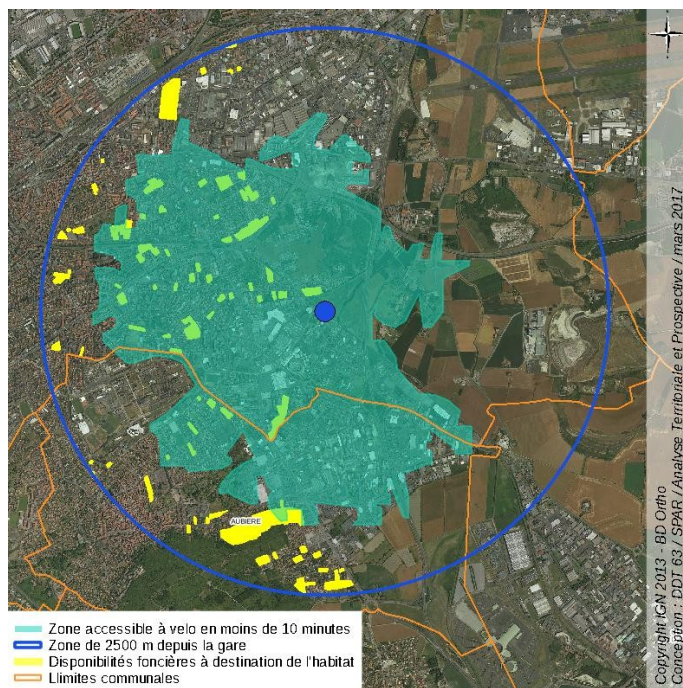 AUBIERE
Zone accessible à velo en moins de 10 minutes
Zone de 2500 m depuis la gare
Disponibilités foncières à destination de l'habitat
Llimites communales
Copyright IGN 2013 - BD Ortho
Conception : DDT 63 / SPAR / Analyse Territoriale et Prospective / mars 2017